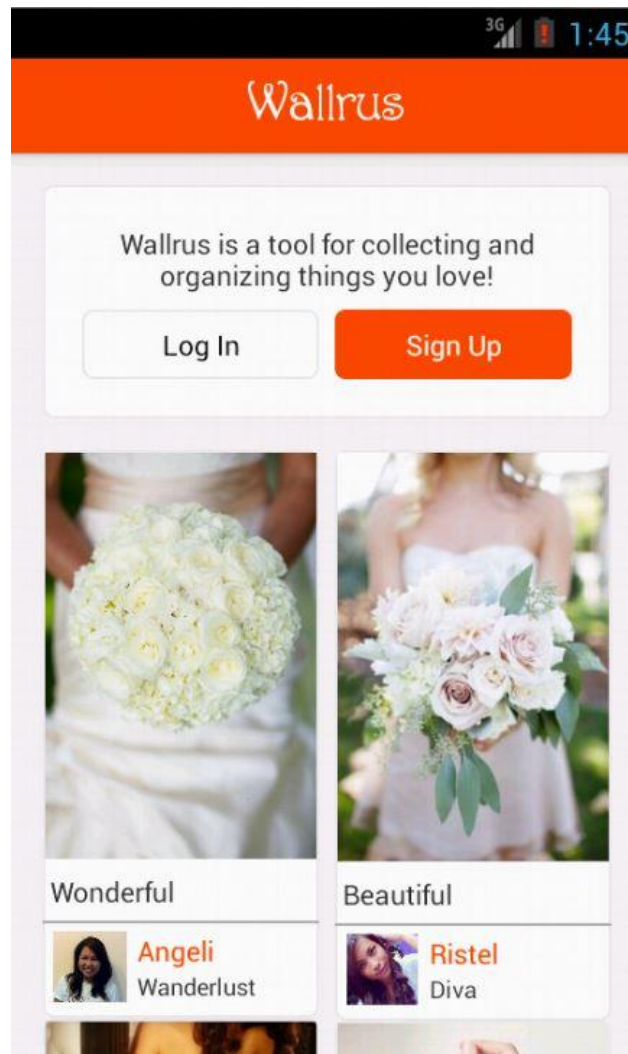 3G 1:45
Wallrus
Wallrus is a tool for collecting and
organizing things you love!
Log In Sign Up
Wonderful
Beautiful
Angeli
Wanderlust
Ristel
Diva